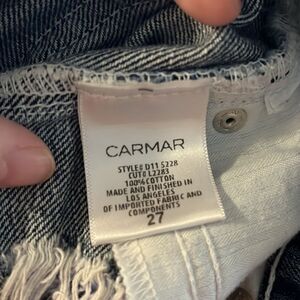 CARMAR
STYLE# D11 5228
CUT# L2283
100% COTTON
MADE AND FINISHED IN
LOS ANGELES
OF IMPORTED FABRIC AND
COMPONENTS
27